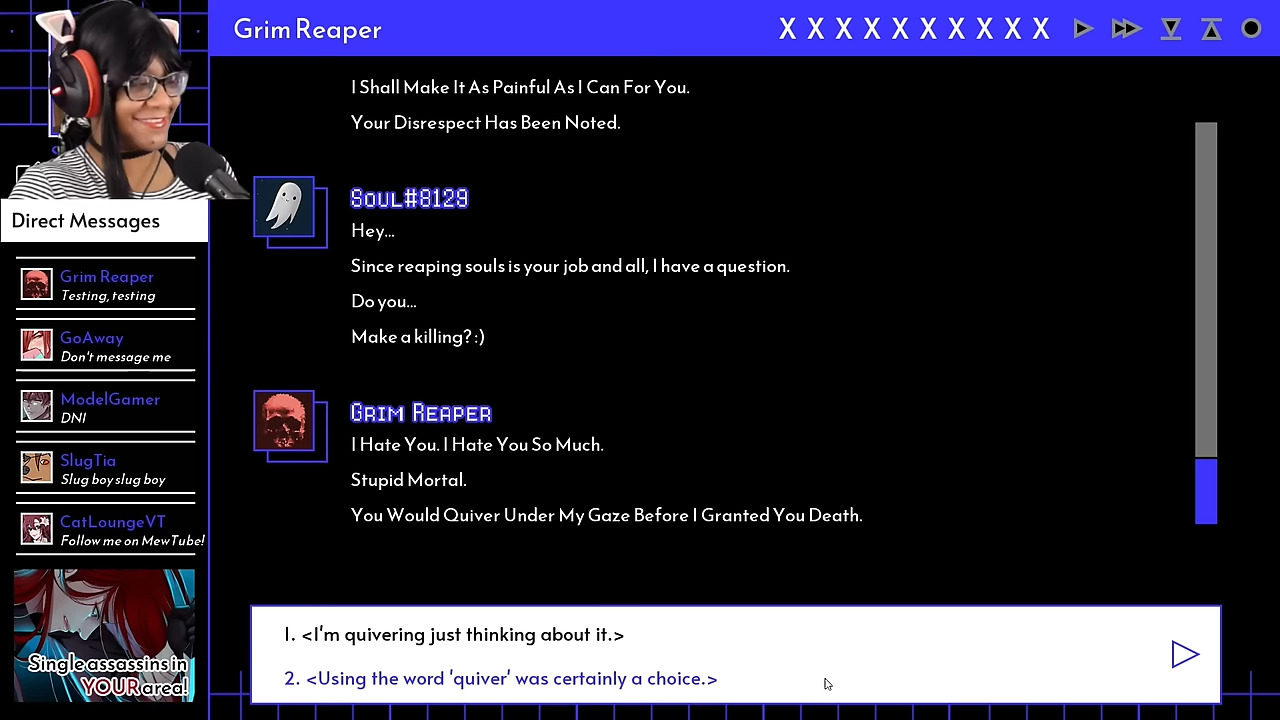 Grim Reaper
X X X X X X X X X X
I Shall Make It As Painful As I Can For You.
Your Disrespect Has Been Noted.
Soul#8129
Hey...
Since reaping souls is your job and all, I have a question.
Do you...
Make a killing? :)
Grim Reaper
I Hate You. I Hate You So Much.
Stupid Mortal.
You Would Quiver Under My Gaze Before I Granted You Death.
1. <I'm quivering just thinking about it.>
2. <Using the word 'quiver' was certainly a choice.>
Direct Messages
Grim Reaper
Testing, testing
GoAway
Don't message me
ModelGamer
DNI
SlugTia
Slug boy slug boy
CatLoungeVT
Follow me on MewTube!
Single assassins in
YOUR area!